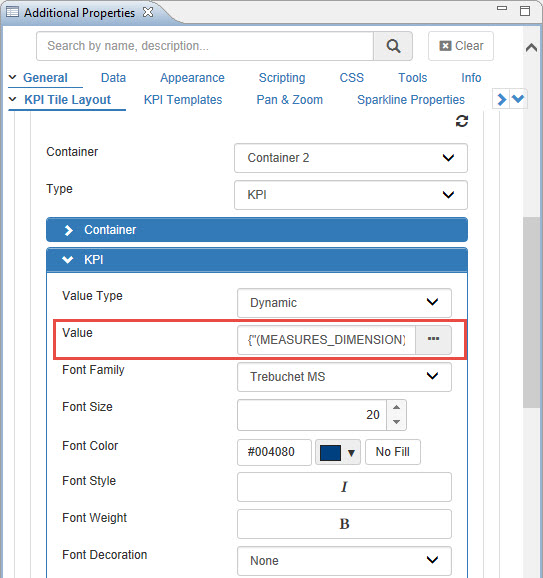 Additional Properties
Search by name, description...
Clear
General Data Appearance Scripting CSS Tools Info
KPI Tile Layout KPI Templates Pan & Zoom Sparkline Properties
Container Container 2
Type KPI
Container
KPI
Value Type Dynamic
Value {"(MEASURES_DIMENSION) ...
Font Family Trebuchet MS
Font Size 20
Font Color #004080 No Fill
Font Style I
Font Weight B
Font Decoration None